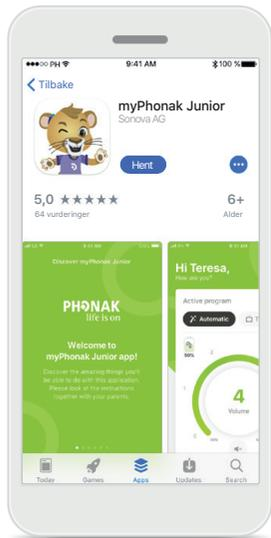 PH 9:41 AM 100 %
Tilbake
myPhonak Junior
Sonova AG
Hent
5,0 6+
64 vurderinger Alder
Discover myPhonak Junior
PHONAK
life is on
Welcome to
myPhonak Junior app!
Discover the amazing things you'll
be able to do with this application.
Please look at the instructions
together with your parents.
Hi Teresa,
How are you?
Active program
Automatic T
50%
4
Volume
Today Games Apps Updates Search